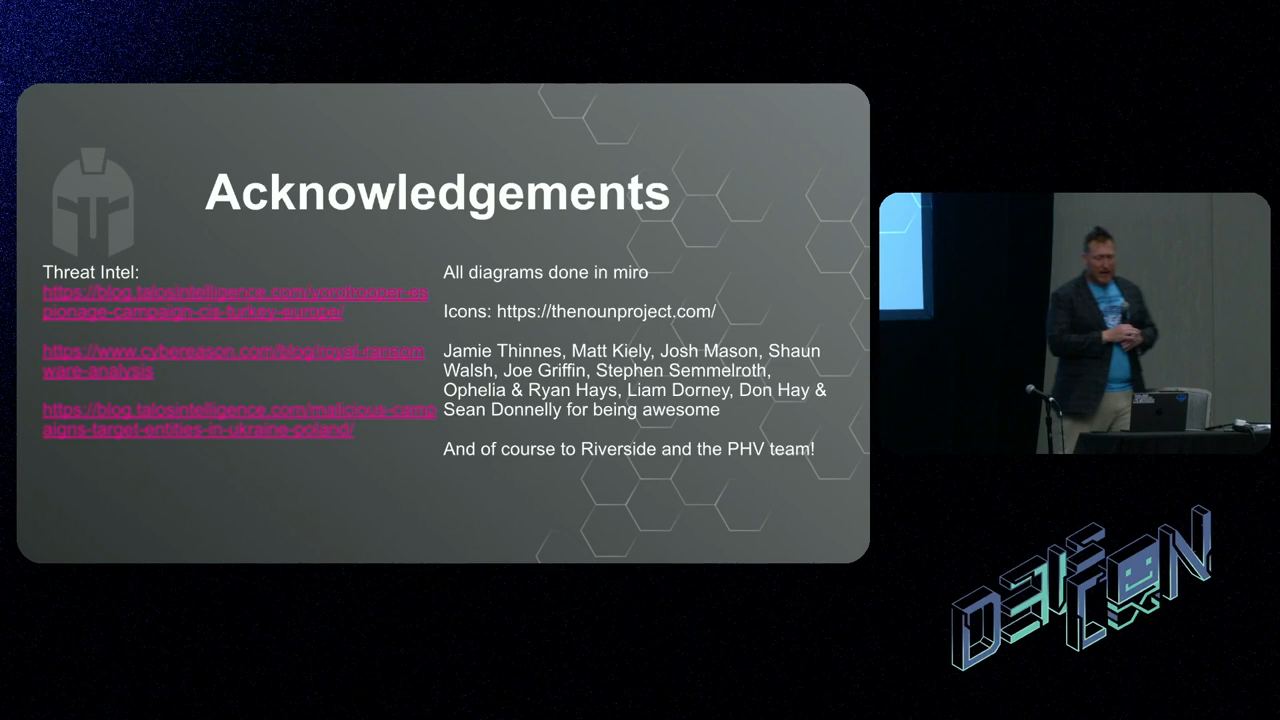 Acknowledgements
Threat Intel:
https://blog.talosintelligence.com/yorotrooper-es
pionage-campaign-cis-turkey-europe/
https://www.cybereason.com/blog/royal-ransom
ware-analysis
https://blog.talosintelligence.com/malicious-camp
aigns-target-entities-in-ukraine-poland/
All diagrams done in miro
Icons: https://thenounproject.com/
Jamie Thinnes, Matt Kiely, Josh Mason, Shaun
Walsh, Joe Griffin, Stephen Semmelroth,
Ophelia & Ryan Hays, Liam Dorney, Don Hay &
Sean Donnelly for being awesome
And of course to Riverside and the PHV team!
DEF
CON